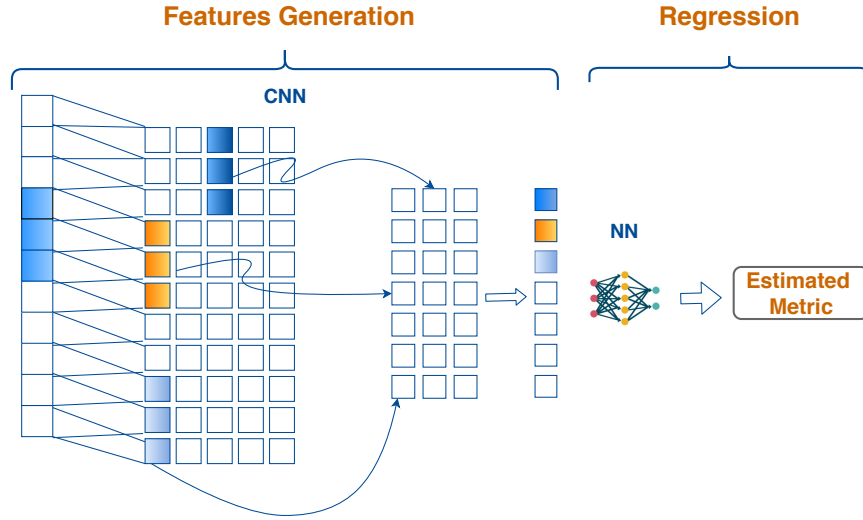 Features Generation
Regression
CNN
NN
Estimated
Metric